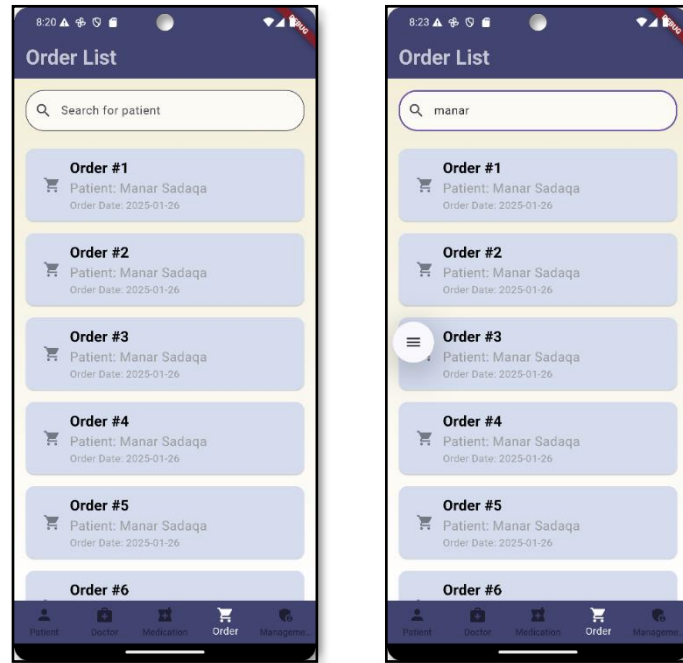 8:20
DEBUG
Order List
Search for patient
Order #1
Patient: Manar Sadaqa
Order Date: 2025-01-26
Order #2
Patient: Manar Sadaqa
Order Date: 2025-01-26
Order #3
Patient: Manar Sadaqa
Order Date: 2025-01-26
Order #4
Patient: Manar Sadaqa
Order Date: 2025-01-26
Order #5
Patient: Manar Sadaqa
Order Date: 2025-01-26
Order #6
Patient Doctor Medication Order Manageme...
8:23
DEBUG
Order List
manar
Order #1
Patient: Manar Sadaqa
Order Date: 2025-01-26
Order #2
Patient: Manar Sadaqa
Order Date: 2025-01-26
Order #3
Patient: Manar Sadaqa
Order Date: 2025-01-26
Order #4
Patient: Manar Sadaqa
Order Date: 2025-01-26
Order #5
Patient: Manar Sadaqa
Order Date: 2025-01-26
Order #6
Patient Doctor Medication Order Manageme...